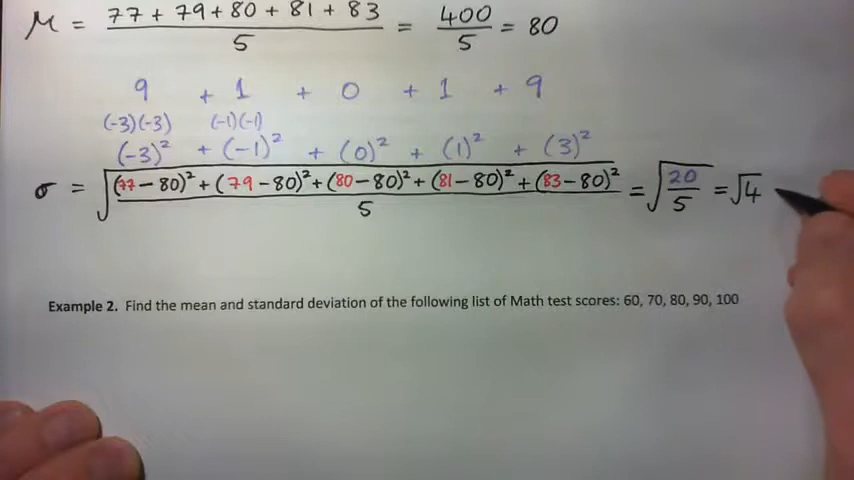 μ = 77 + 79 + 80 + 81 + 83 / 5 = 400 / 5 = 80
9 + 1 + 0 + 1 + 9
(-3)(-3) (-1)(-1)
(-3)² + (-1)² + (0)² + (1)² + (3)²
σ = √((77 - 80)² + (79 - 80)² + (80 - 80)² + (81 - 80)² + (83 - 80)² / 5) = √(20 / 5) = √4
Example 2. Find the mean and standard deviation of the following list of Math test scores: 60, 70, 80, 90, 100